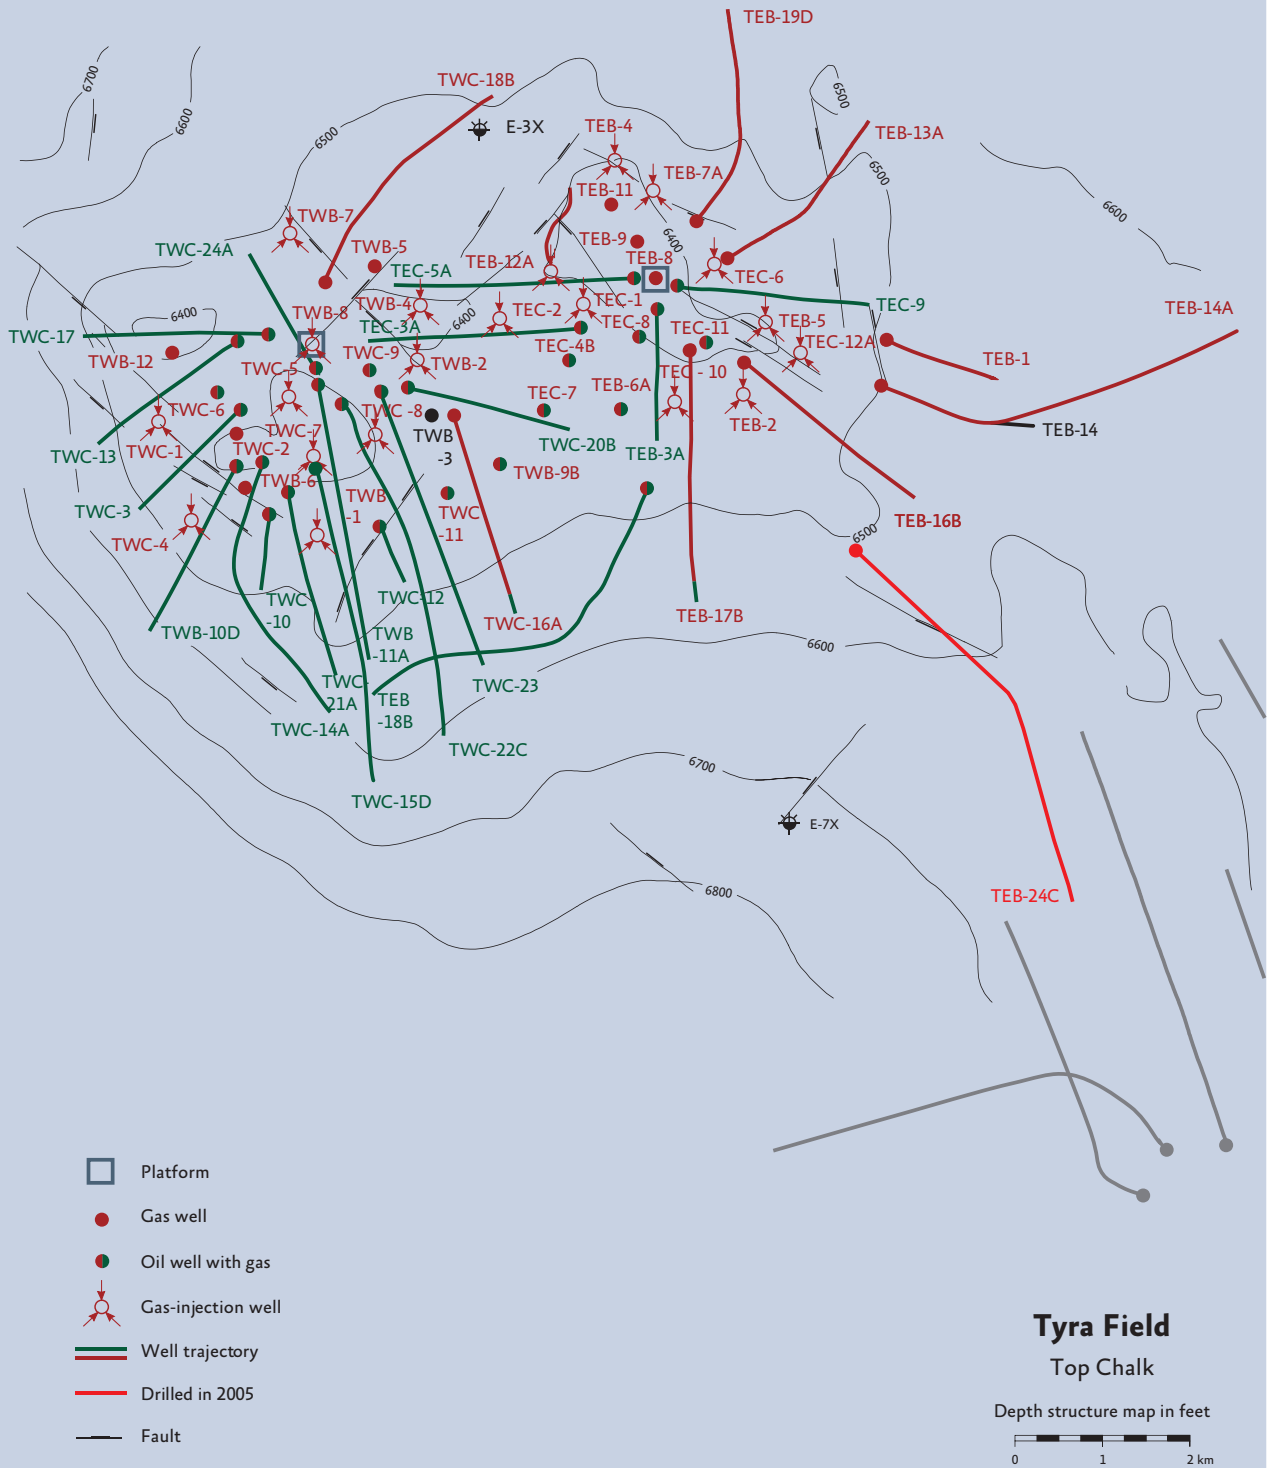 TEB-19D
6700
TWC-18B
6600
6500
E-3X
TEB-4
6500
TEB-13A
TEB-7A
6500
TEB-11
6600
TWB-7
TWC-24A
TWB-5
TEB-9
6400
TEB-8
TEB-12A
TEC-5A
TEC-6
TWB-4
TEC-1
TEC-2
TEC-9
TEB-14A
TWB-8
6400
TEC-3A
6400
TEC-8
TEC-11
TEB-5
TWC-17
TEC-12A
TEC-4B
TWB-12
TWC-9
TWB-2
TEB-1
TWC-5
TEC - 10
TEB-6A
TEC-7
TWC-6
TWC -8
TEB-2
TWC-7
TWB
-3
TEB-14
TWC-20B
TWC-13
TWC-1
TWC-2
TEB-3A
TWB-9B
TWB-6
TWB
-1
TWC-3
TWC
-11
TEB-16B
6500
TWC-4
TWC
-10
TWC-12
TEB-17B
TWC-16A
TWB-10D
TWB
-11A
6600
TWC-
21A
TWC-23
TEB
-18B
TWC-14A
TWC-22C
6700
TWC-15D
E-7X
6800
TEB-24C
Platform
Gas well
Oil well with gas
Gas-injection well
Well trajectory
Drilled in 2005
Fault
Tyra Field
Top Chalk
Depth structure map in feet
0 1 2 km